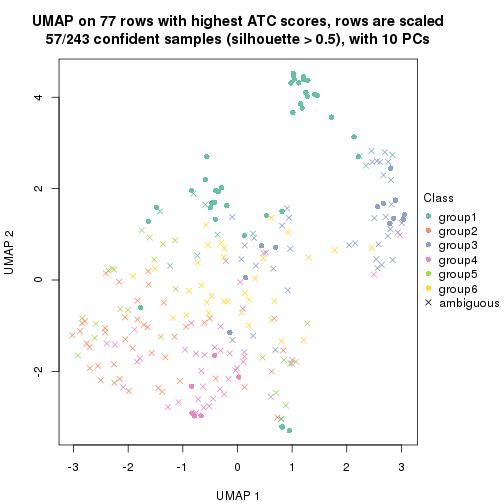 UMAP on 77 rows with highest ATC scores, rows are scaled
57/243 confident samples (silhouette > 0.5), with 10 PCs
4
2
0
-2
UMAP 2
-3
-2
-1
0
1
2
3
UMAP 1
Class
group1
group2
group3
group4
group5
group6
ambiguous